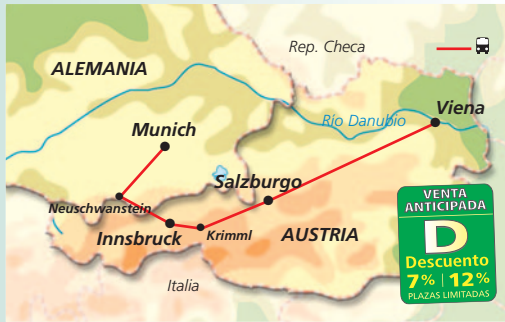 Rep. Checa
ALEMANIA
Viena
Río Danubio
Munich
Salzburgo
Neuschwanstein
Innsbruck
Krimml
AUSTRIA
Italia
VENTA
ANTICIPADA
D
Descuento
7% | 12%
PLAZAS LIMITADAS